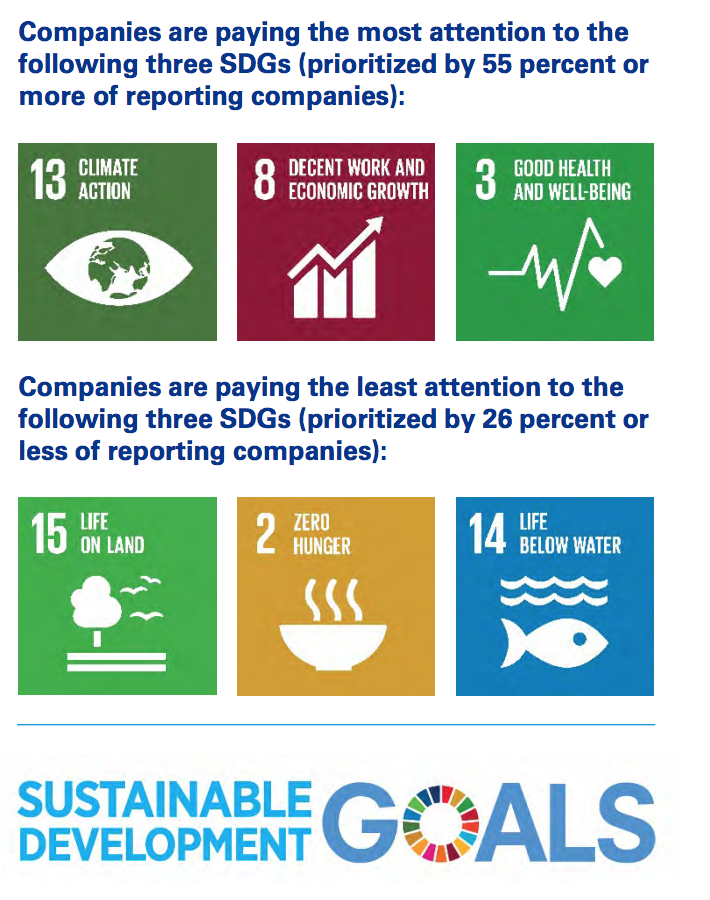 Companies are paying the most attention to the
following three SDGs (prioritized by 55 percent or
more of reporting companies):
13 CLIMATE
ACTION
8 DECENT WORK AND
ECONOMIC GROWTH
3 GOOD HEALTH
AND WELL-BEING
Companies are paying the least attention to the
following three SDGs (prioritized by 26 percent or
less of reporting companies):
15 LIFE
ON LAND
2 ZERO
HUNGER
14 LIFE
BELOW WATER
SUSTAINABLE
DEVELOPMENT
GOALS